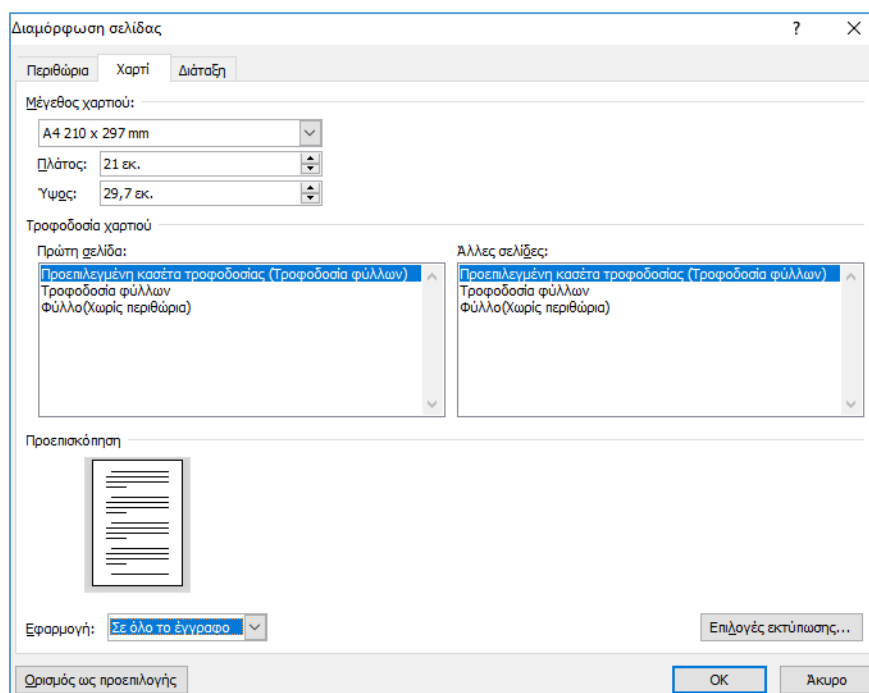 Διαμόρφωση σελίδας ?
Περιθώρια Χαρτί Διάταξη
Μέγεθος χαρτιού:
A4 210 x 297 mm
Πλάτος: 21 εκ.
Ύψος: 29,7 εκ.
Τροφοδοσία χαρτιού
Πρώτη σελίδα:
Προεπιλεγμένη κασέτα τροφοδοσίας (Τροφοδοσία φύλλων)
Τροφοδοσία φύλλων
Φύλλο(Χωρίς περιθώρια)
Άλλες σελίδες:
Προεπιλεγμένη κασέτα τροφοδοσίας (Τροφοδοσία φύλλων)
Τροφοδοσία φύλλων
Φύλλο(Χωρίς περιθώρια)
Προεπισκόπηση
Εφαρμογή: Σε όλο το έγγραφο
Επιλογές εκτύπωσης...
Ορισμός ως προεπιλογής
OK
Άκυρο